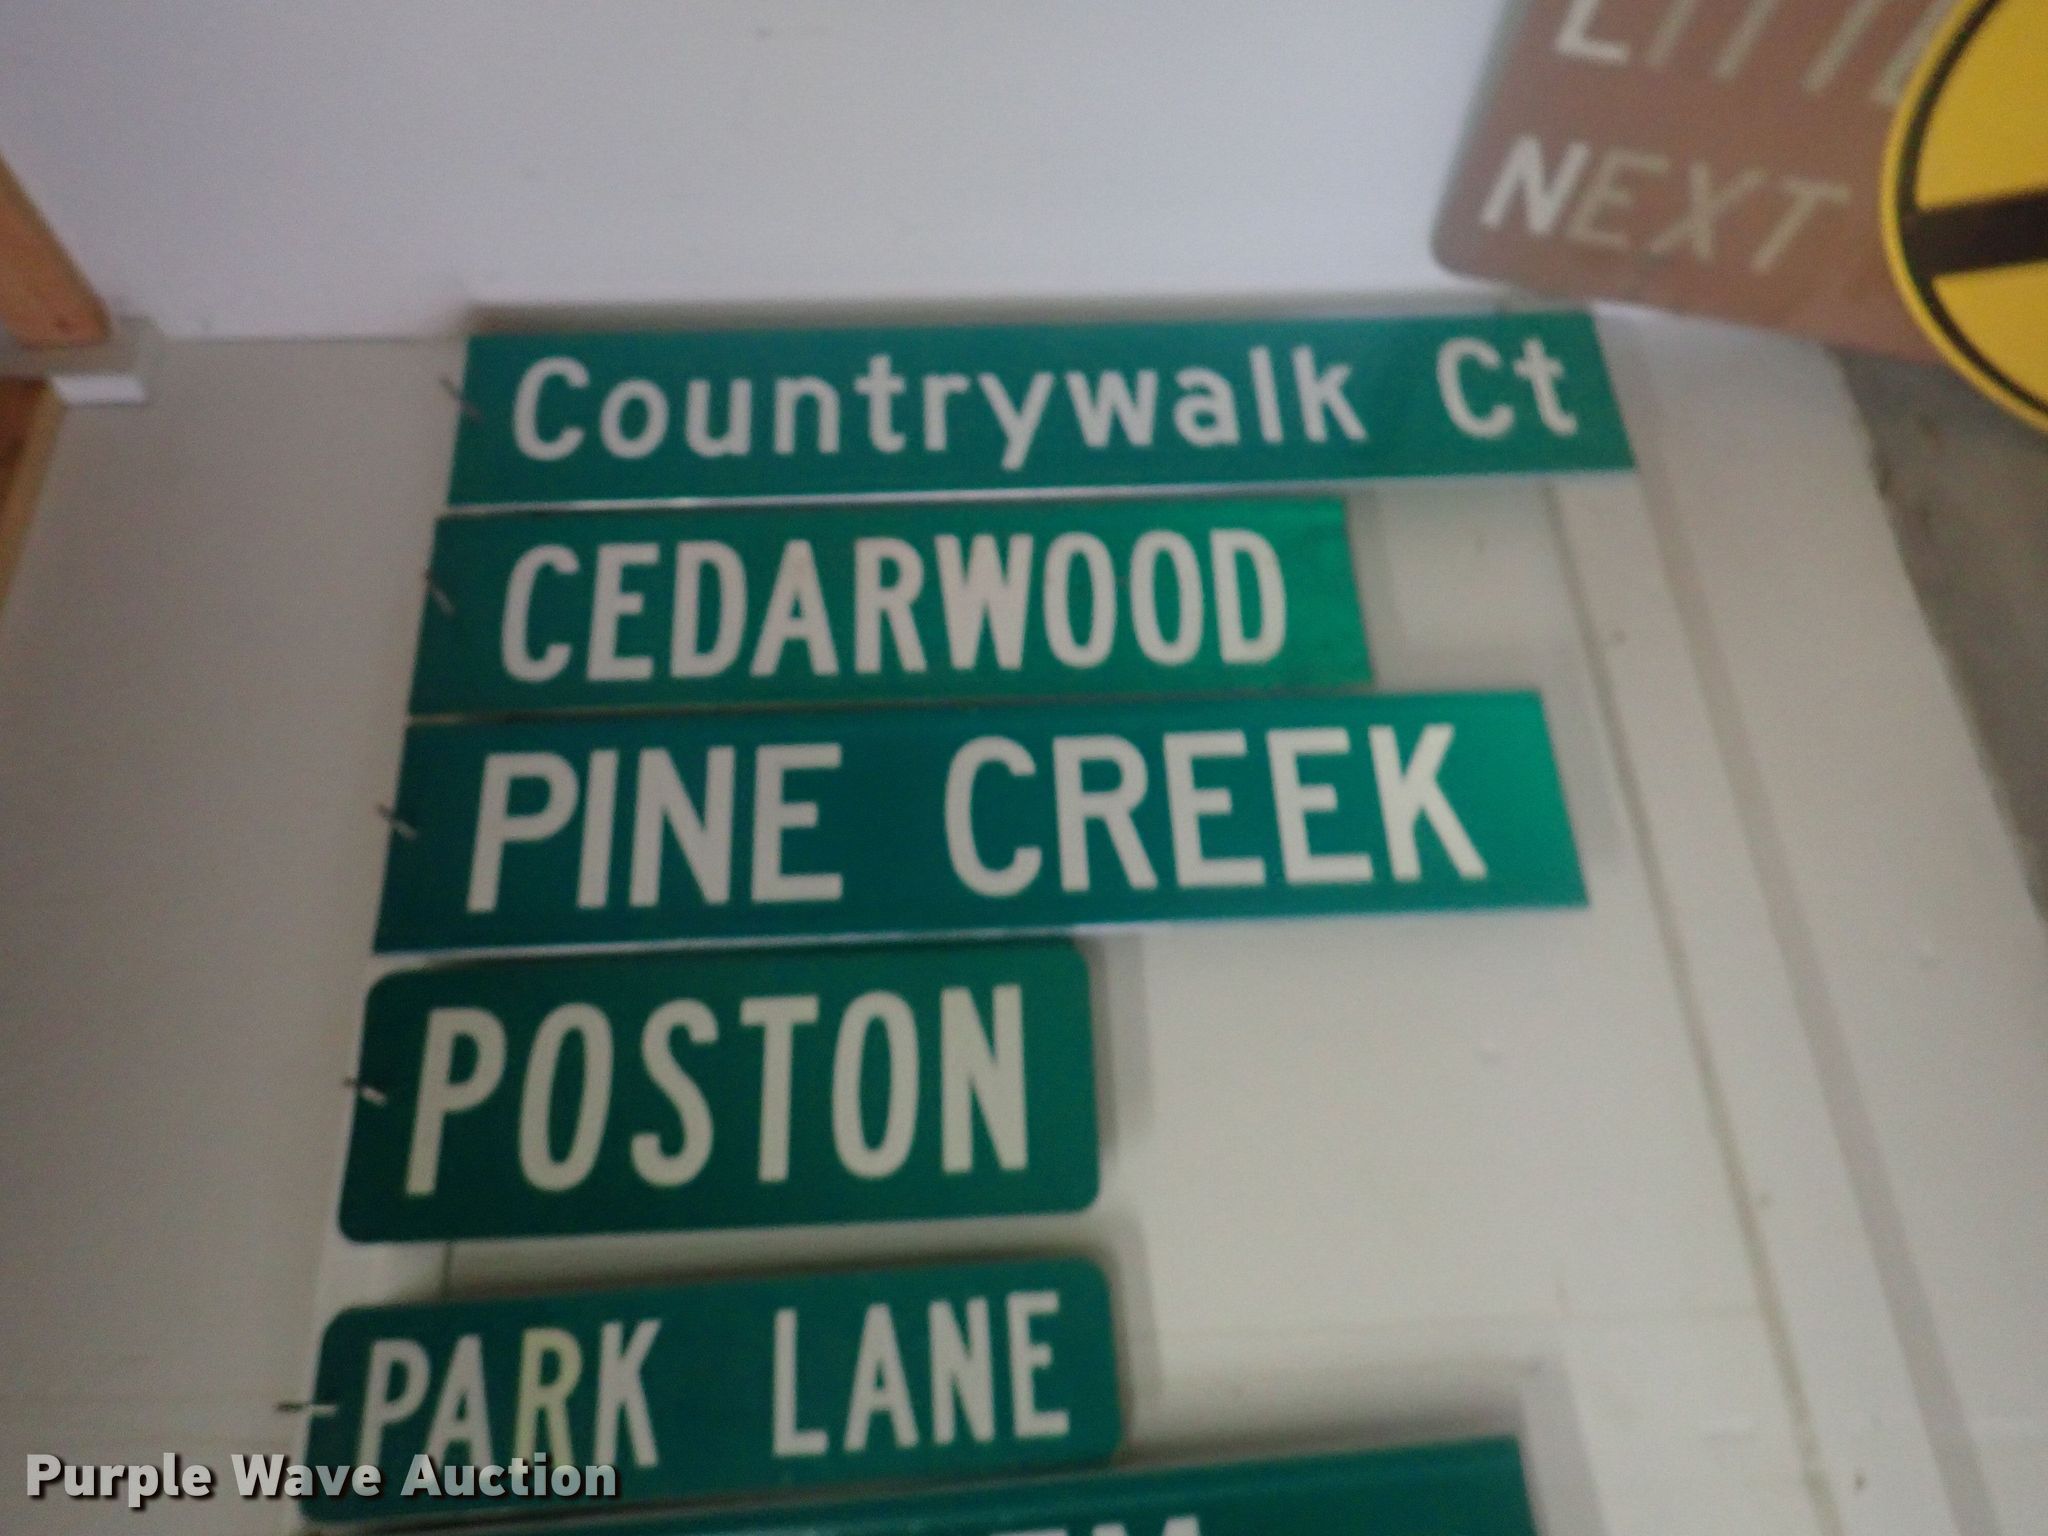 NEXT
Countrywalk Ct
CEDARWOOD
PINE CREEK
POSTON
PARK LANE
Purple Wave Auction